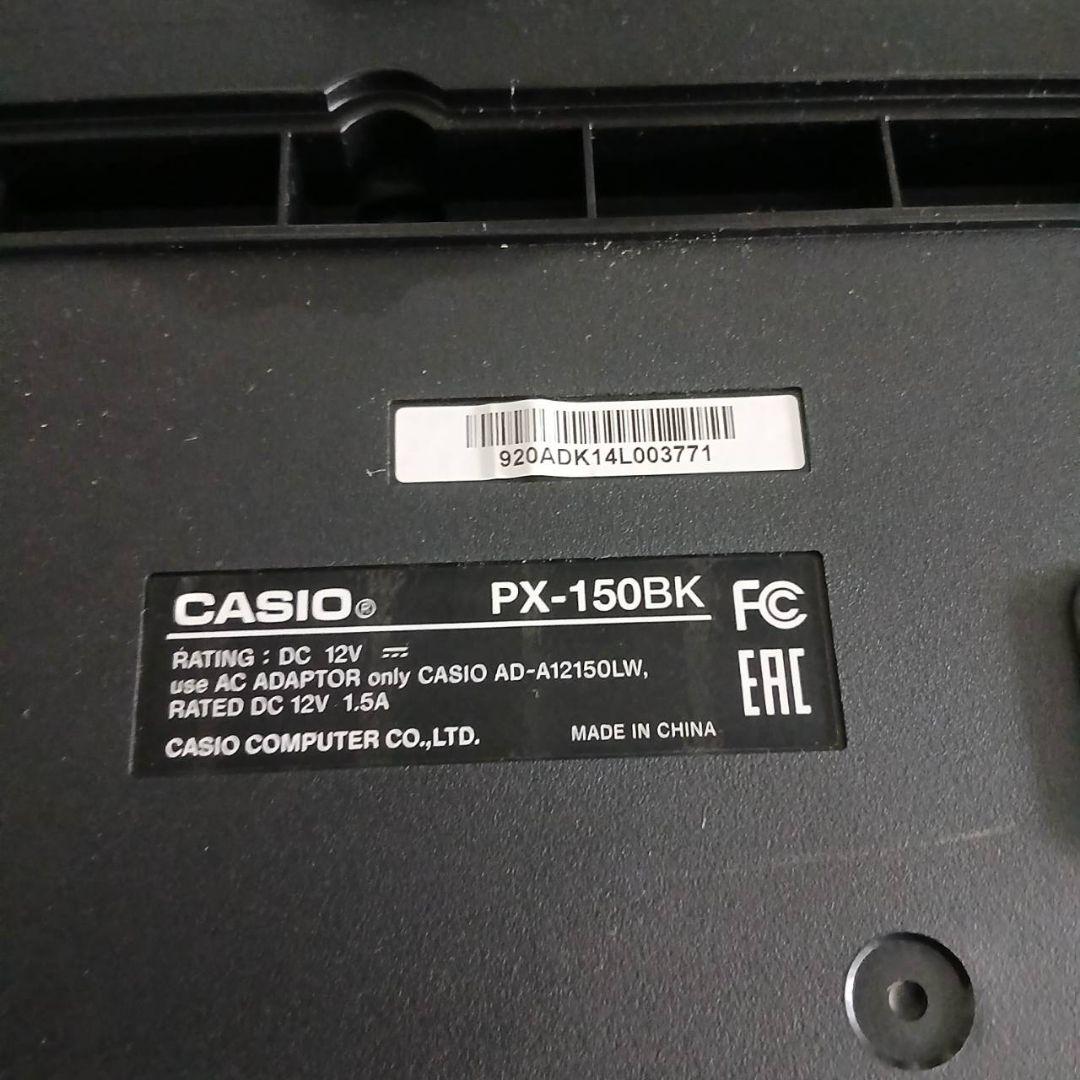 920ADK14L003771
CASIO® PX-150BK FC
RATING : DC 12V ⎓
use AC ADAPTOR only CASIO AD-A12150LW,
RATED DC 12V 1.5A
EAC
CASIO COMPUTER CO.,LTD. MADE IN CHINA